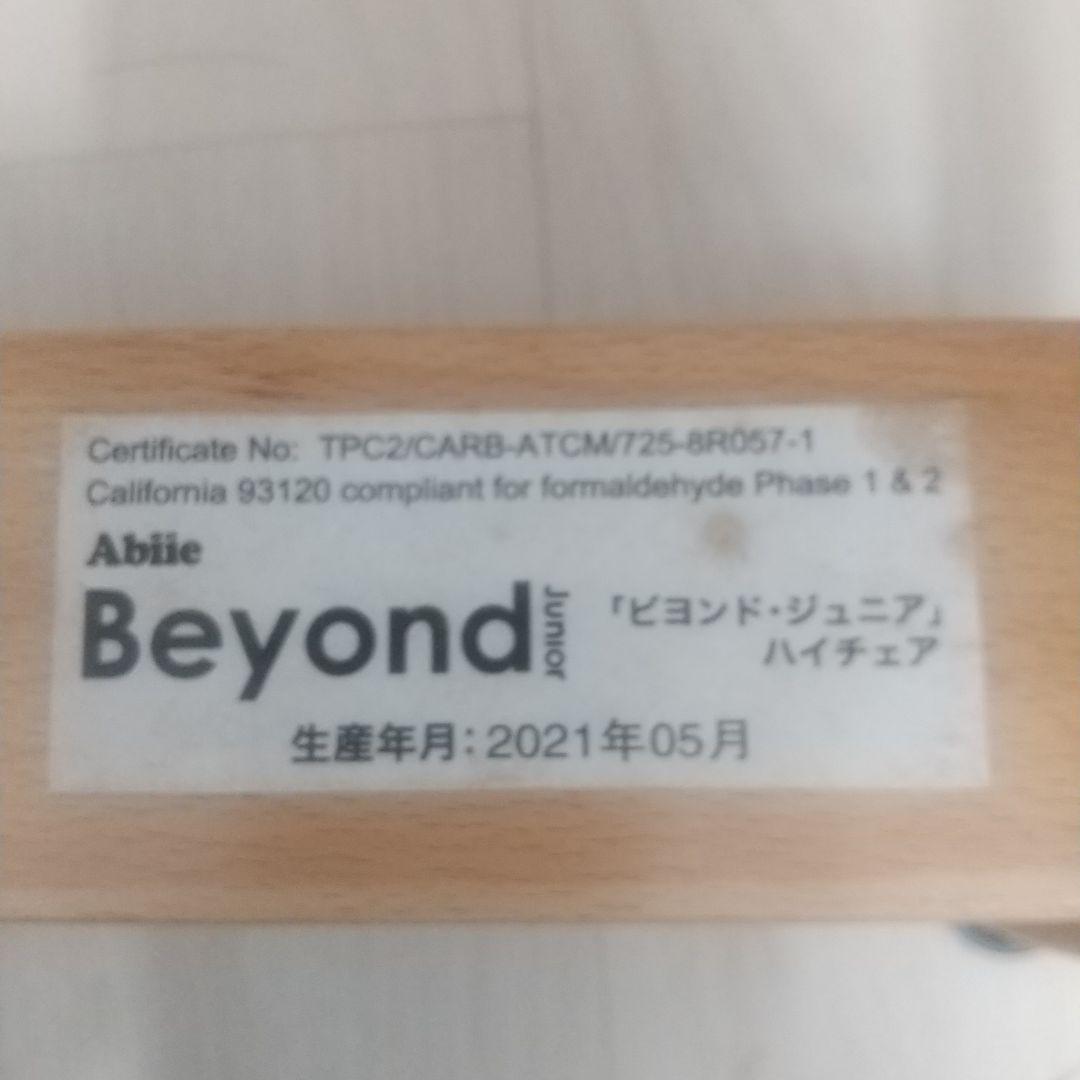 Certificate No: TPC2/CARB-ATCM/725-8R057-1
California 93120 compliant for formaldehyde Phase 1 & 2
Abiie
Beyond Junior
「ビヨンド・ジュニア」
ハイチェア
生産年月：2021年05月